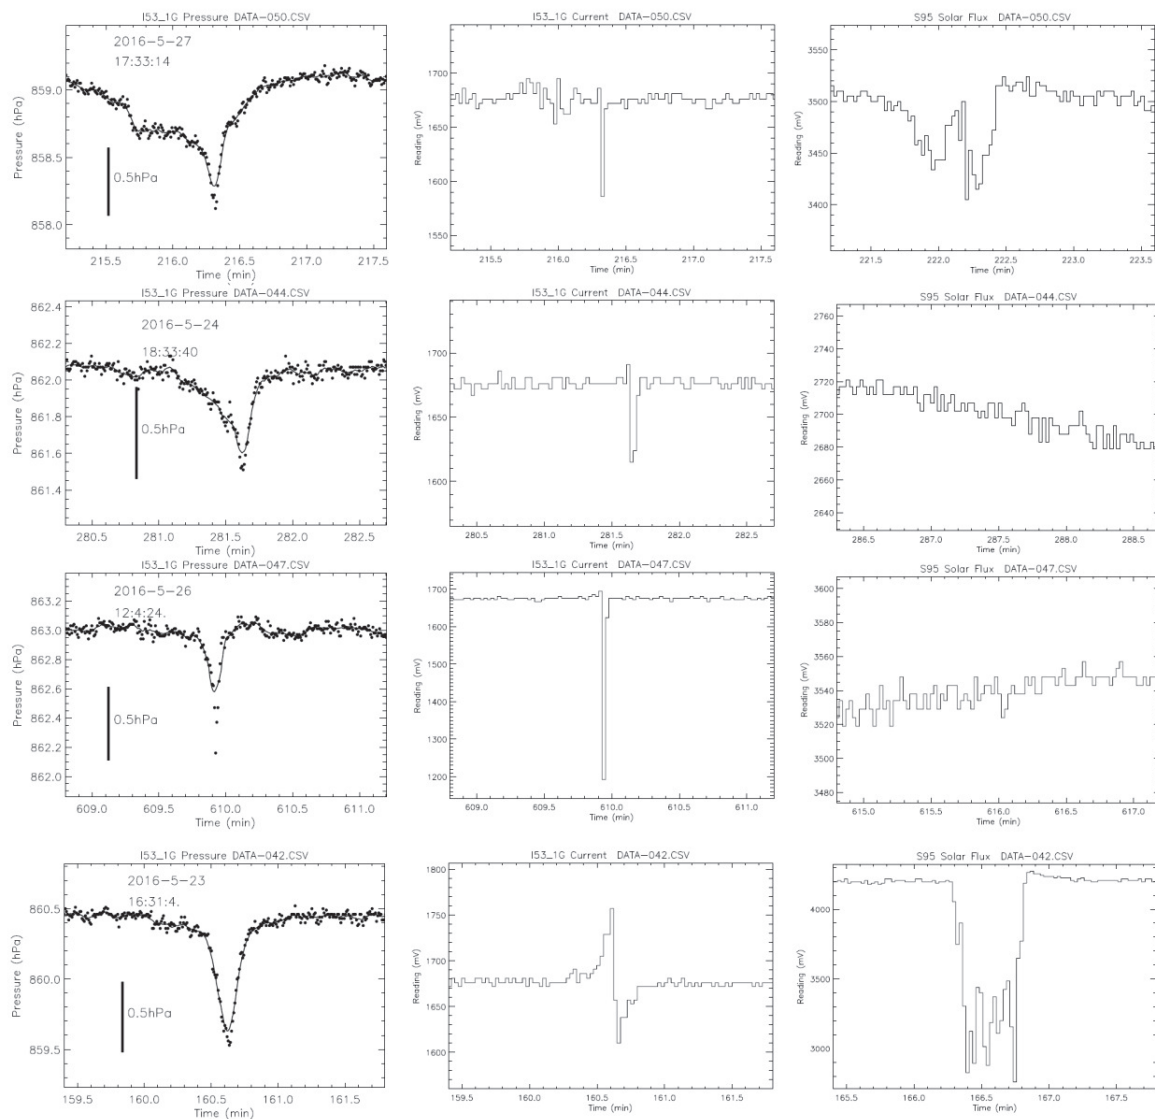 I53_1G Pressure DATA-050.CSV
2016-5-27
17:33:14
0.5hPa
Pressure (hPa)
859.0
858.5
858.0
215.5 216.0 216.5 217.0 217.5
Time (min)
I53_1G Current DATA-050.CSV
Reading (mV)
1700
1650
1600
1550
215.5 216.0 216.5 217.0 217.5
Time (min)
S95 Solar Flux DATA-050.CSV
Reading (mV)
3550
3500
3450
3400
221.5 222.0 222.5 223.0 223.5
Time (min)
I53_1G Pressure DATA-044.CSV
2016-5-24
18:33:40
0.5hPa
Pressure (hPa)
862.4
862.2
862.0
861.8
861.6
861.4
280.5 281.0 281.5 282.0 282.5
Time (min)
I53_1G Current DATA-044.CSV
Reading (mV)
1700
1650
1600
280.5 281.0 281.5 282.0 282.5
Time (min)
S95 Solar Flux DATA-044.CSV
Reading (mV)
2760
2740
2720
2700
2680
2660
2640
286.5 287.0 287.5 288.0 288.5
Time (min)
I53_1G Pressure DATA-047.CSV
2016-5-26
12:4:24.
0.5hPa
Pressure (hPa)
863.2
863.0
862.8
862.6
862.4
862.2
862.0
609.0 609.5 610.0 610.5 611.0
Time (min)
I53_1G Current DATA-047.CSV
Reading (mV)
1700
1600
1500
1400
1300
1200
609.0 609.5 610.0 610.5 611.0
Time (min)
S95 Solar Flux DATA-047.CSV
Reading (mV)
3600
3580
3560
3540
3520
3500
3480
615.0 615.5 616.0 616.5 617.0
Time (min)
I53_1G Pressure DATA-042.CSV
2016-5-23
16:31:4.
0.5hPa
Pressure (hPa)
860.5
860.0
859.5
159.5 160.0 160.5 161.0 161.5
Time (min)
I53_1G Current DATA-042.CSV
Reading (mV)
1800
1750
1700
1650
1600
159.5 160.0 160.5 161.0 161.5
Time (min)
S95 Solar Flux DATA-042.CSV
Reading (mV)
4000
3500
3000
165.5 166.0 166.5 167.0 167.5
Time (min)